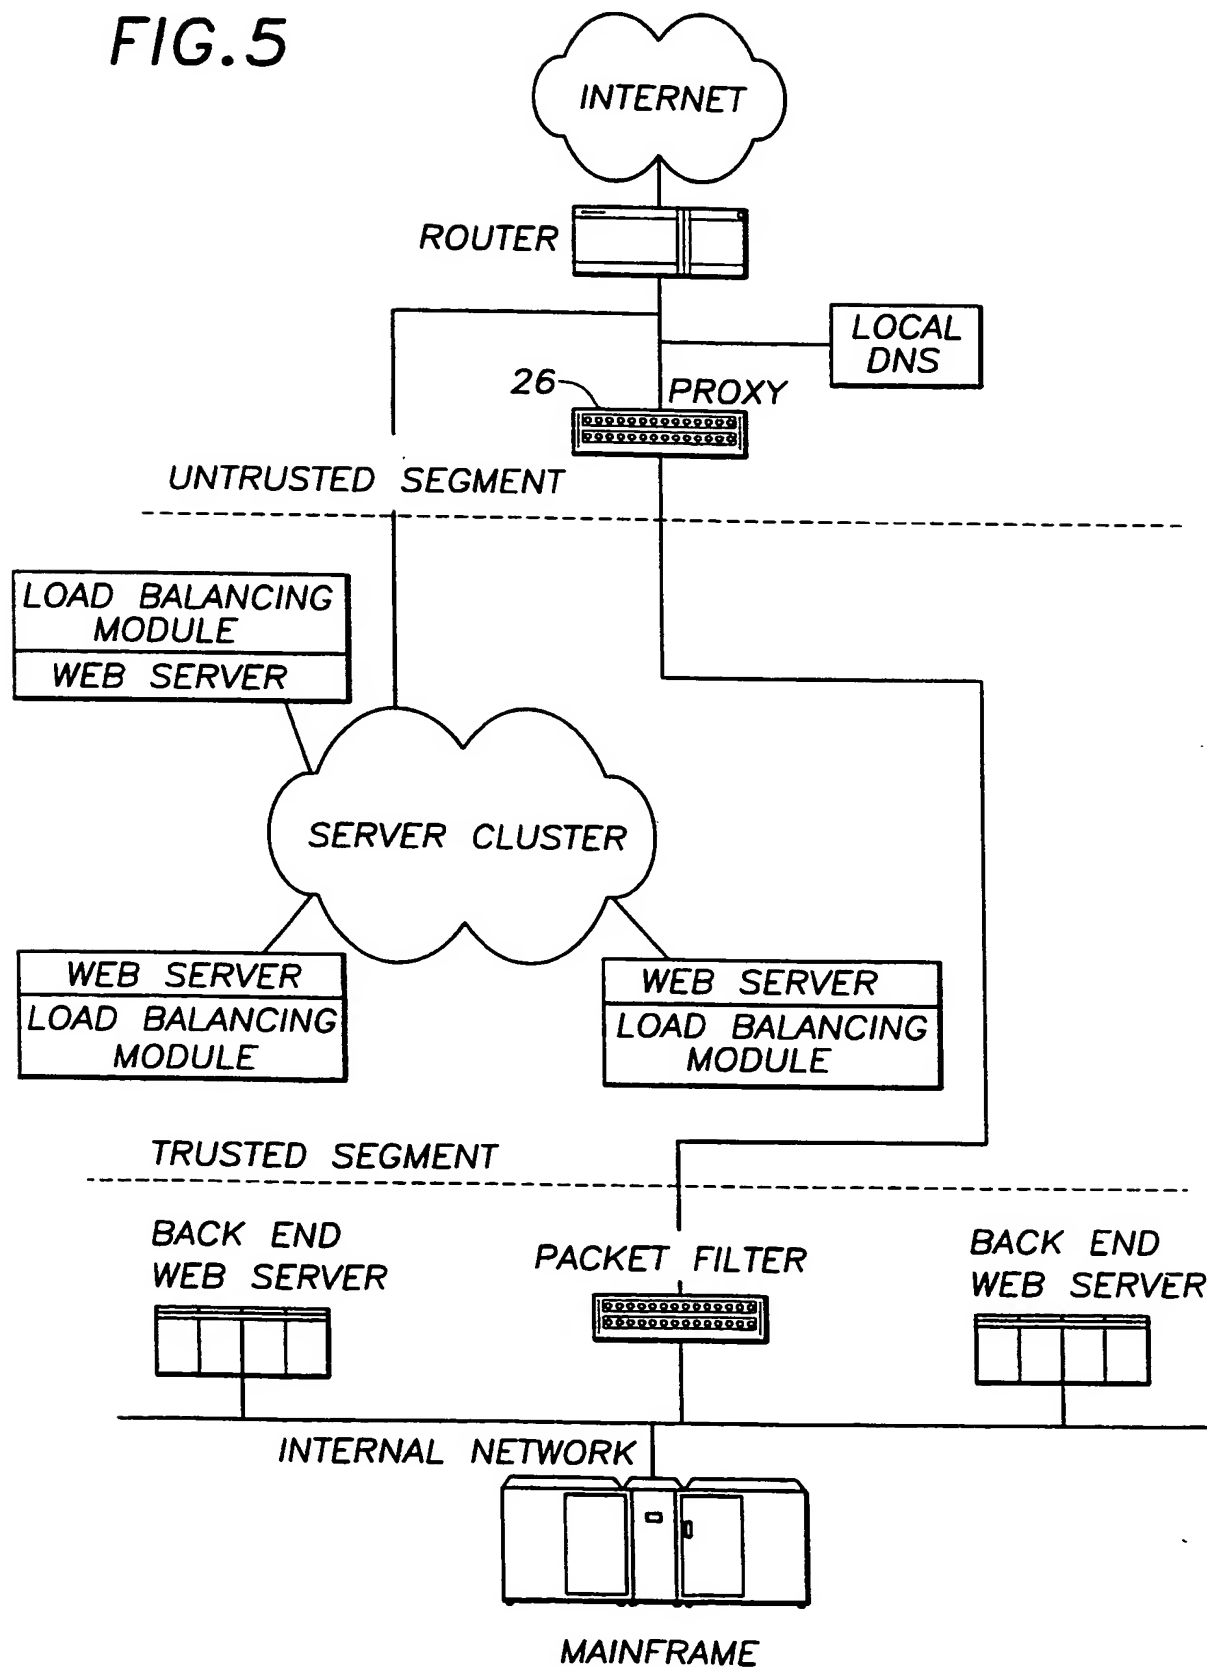 FIG.5
INTERNET
ROUTER
LOCAL
DNS
26
PROXY
UNTRUSTED SEGMENT
LOAD BALANCING
MODULE
WEB SERVER
SERVER CLUSTER
WEB SERVER
LOAD BALANCING
MODULE
WEB SERVER
LOAD BALANCING
MODULE
TRUSTED SEGMENT
BACK END
WEB SERVER
PACKET FILTER
BACK END
WEB SERVER
INTERNAL NETWORK
MAINFRAME